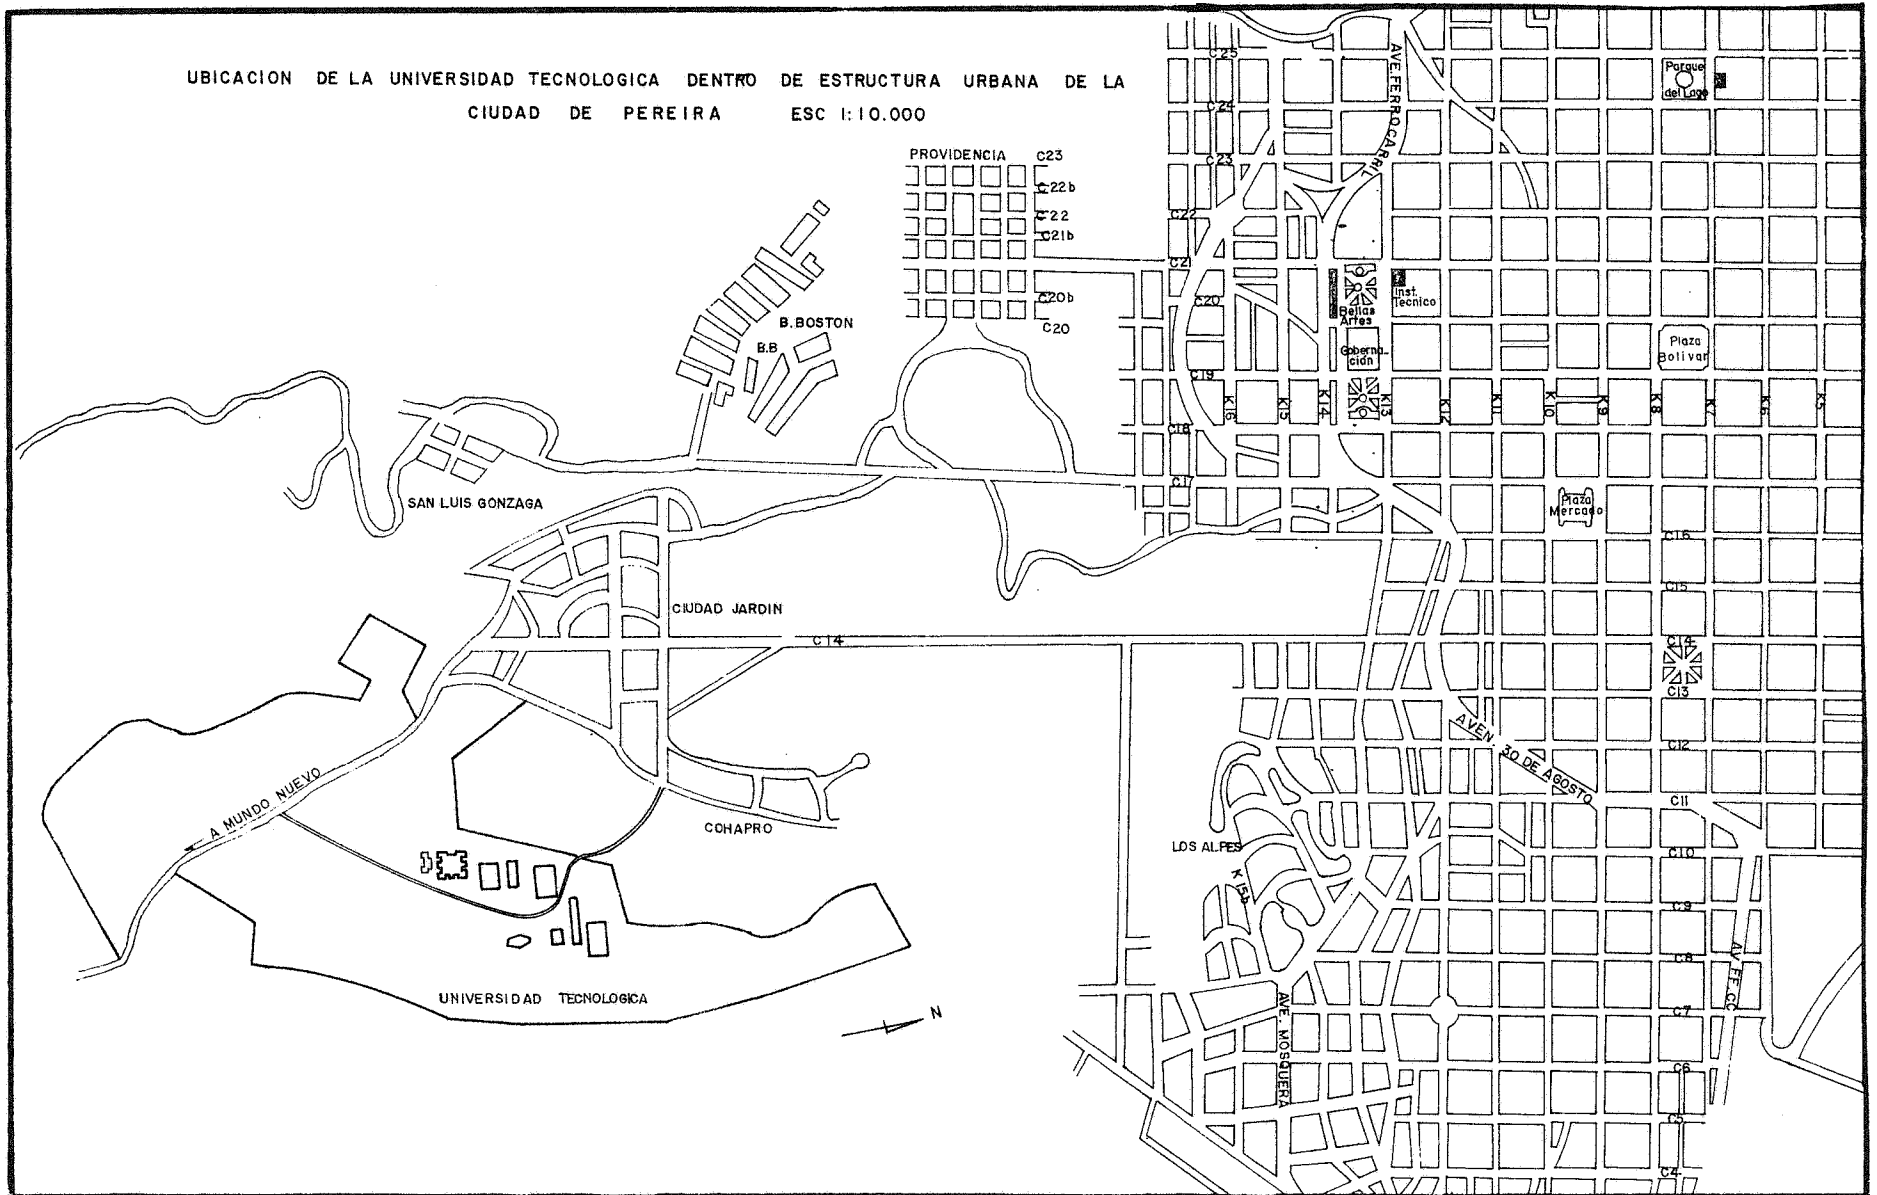 UBICACION DE LA UNIVERSIDAD TECNOLOGICA DENTRO DE ESTRUCTURA URBANA DE LA
CIUDAD DE PEREIRA ESC 1:10.000
PROVIDENCIA
C23
C22b
C22
C21b
C20b
C20
B. BOSTON
B.B
SAN LUIS GONZAGA
CIUDAD JARDIN
C14
A MUNDO NUEVO
COHAPRO
UNIVERSIDAD TECNOLOGICA
N
C25
C24
C23
C22
C21
C20
C19
C18
C17
AVE. FERROCARRIL
Parque
del Lago
Inst.
Tecnico
Bellas
Artes
Goberna-
ción
Plaza
Bolivar
K16
K15
K14
K13
K12
K11
K10
K9
K8
K7
K6
K5
Plaza
Mercado
C16
C15
C14
C13
C12
AVEN. 30 DE AGOSTO
C11
C10
LOS ALPES
K 15b
C9
C8
AV FF.CC
C7
AVE. MOSQUERA
C6
C5
C4